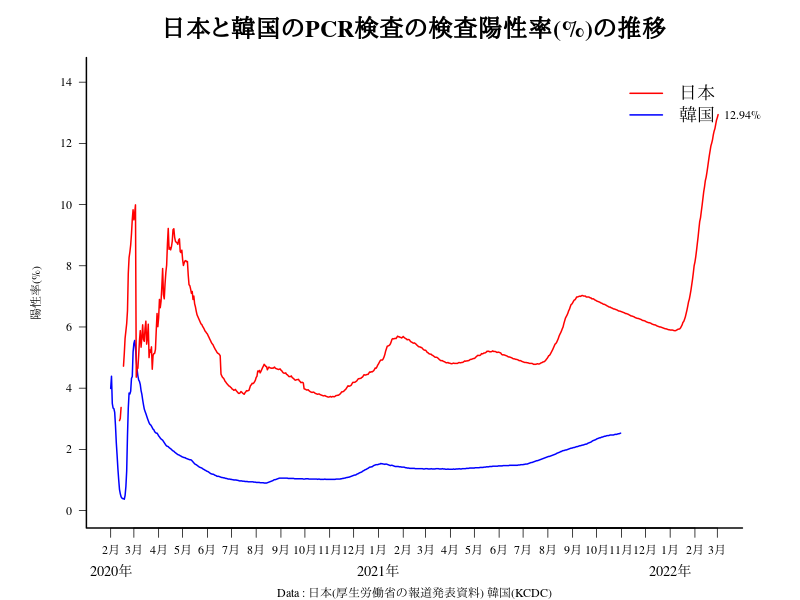 日本と韓国のPCR検査の検査陽性率(%)の推移
日本
韓国
12.94%
陽性率(%)
14
12
10
8
6
4
2
0
2月 3月 4月 5月 6月 7月 8月 9月 10月 11月 12月 1月 2月 3月 4月 5月 6月 7月 8月 9月 10月 11月 12月 1月 2月 3月
2020年 2021年 2022年
Data : 日本(厚生労働省の報道発表資料) 韓国(KCDC)